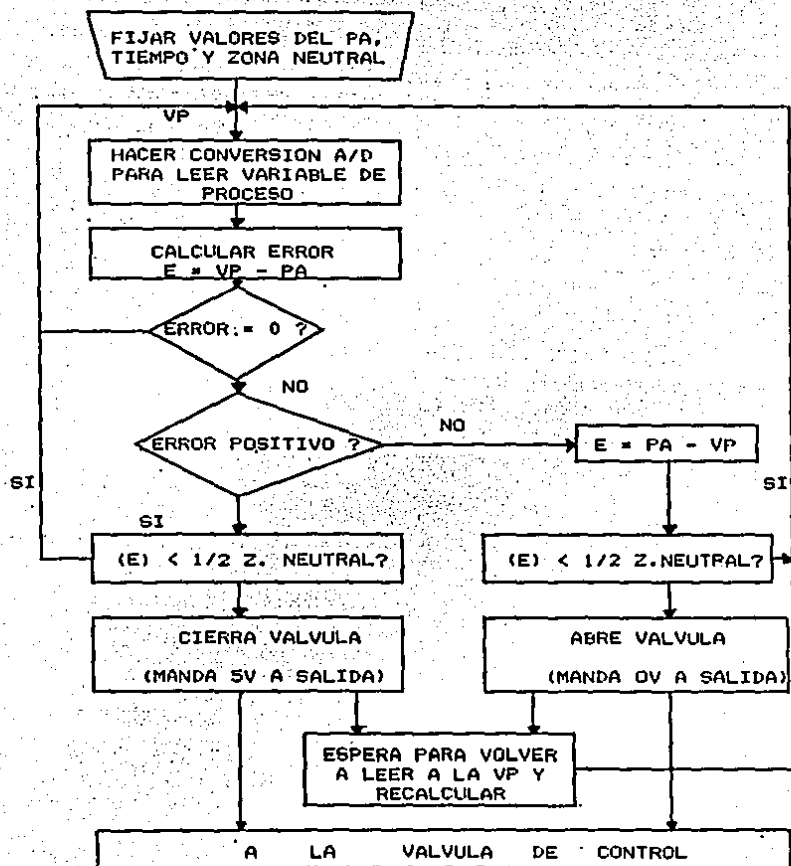 FIJAR VALORES DEL PA,
TIEMPO Y ZONA NEUTRAL
VP
HACER CONVERSION A/D
PARA LEER VARIABLE DE
PROCESO
CALCULAR ERROR
E = VP - PA
ERROR = 0 ?
NO
ERROR POSITIVO ?
NO
E = PA - VP
SI
SI
SI
(E) < 1/2 Z. NEUTRAL?
(E) < 1/2 Z.NEUTRAL?
CIERRA VALVULA
(MANDA 5V A SALIDA)
ABRE VALVULA
(MANDA 0V A SALIDA)
ESPERA PARA VOLVER
A LEER A LA VP Y
RECALCULAR
A LA VALVULA DE CONTROL